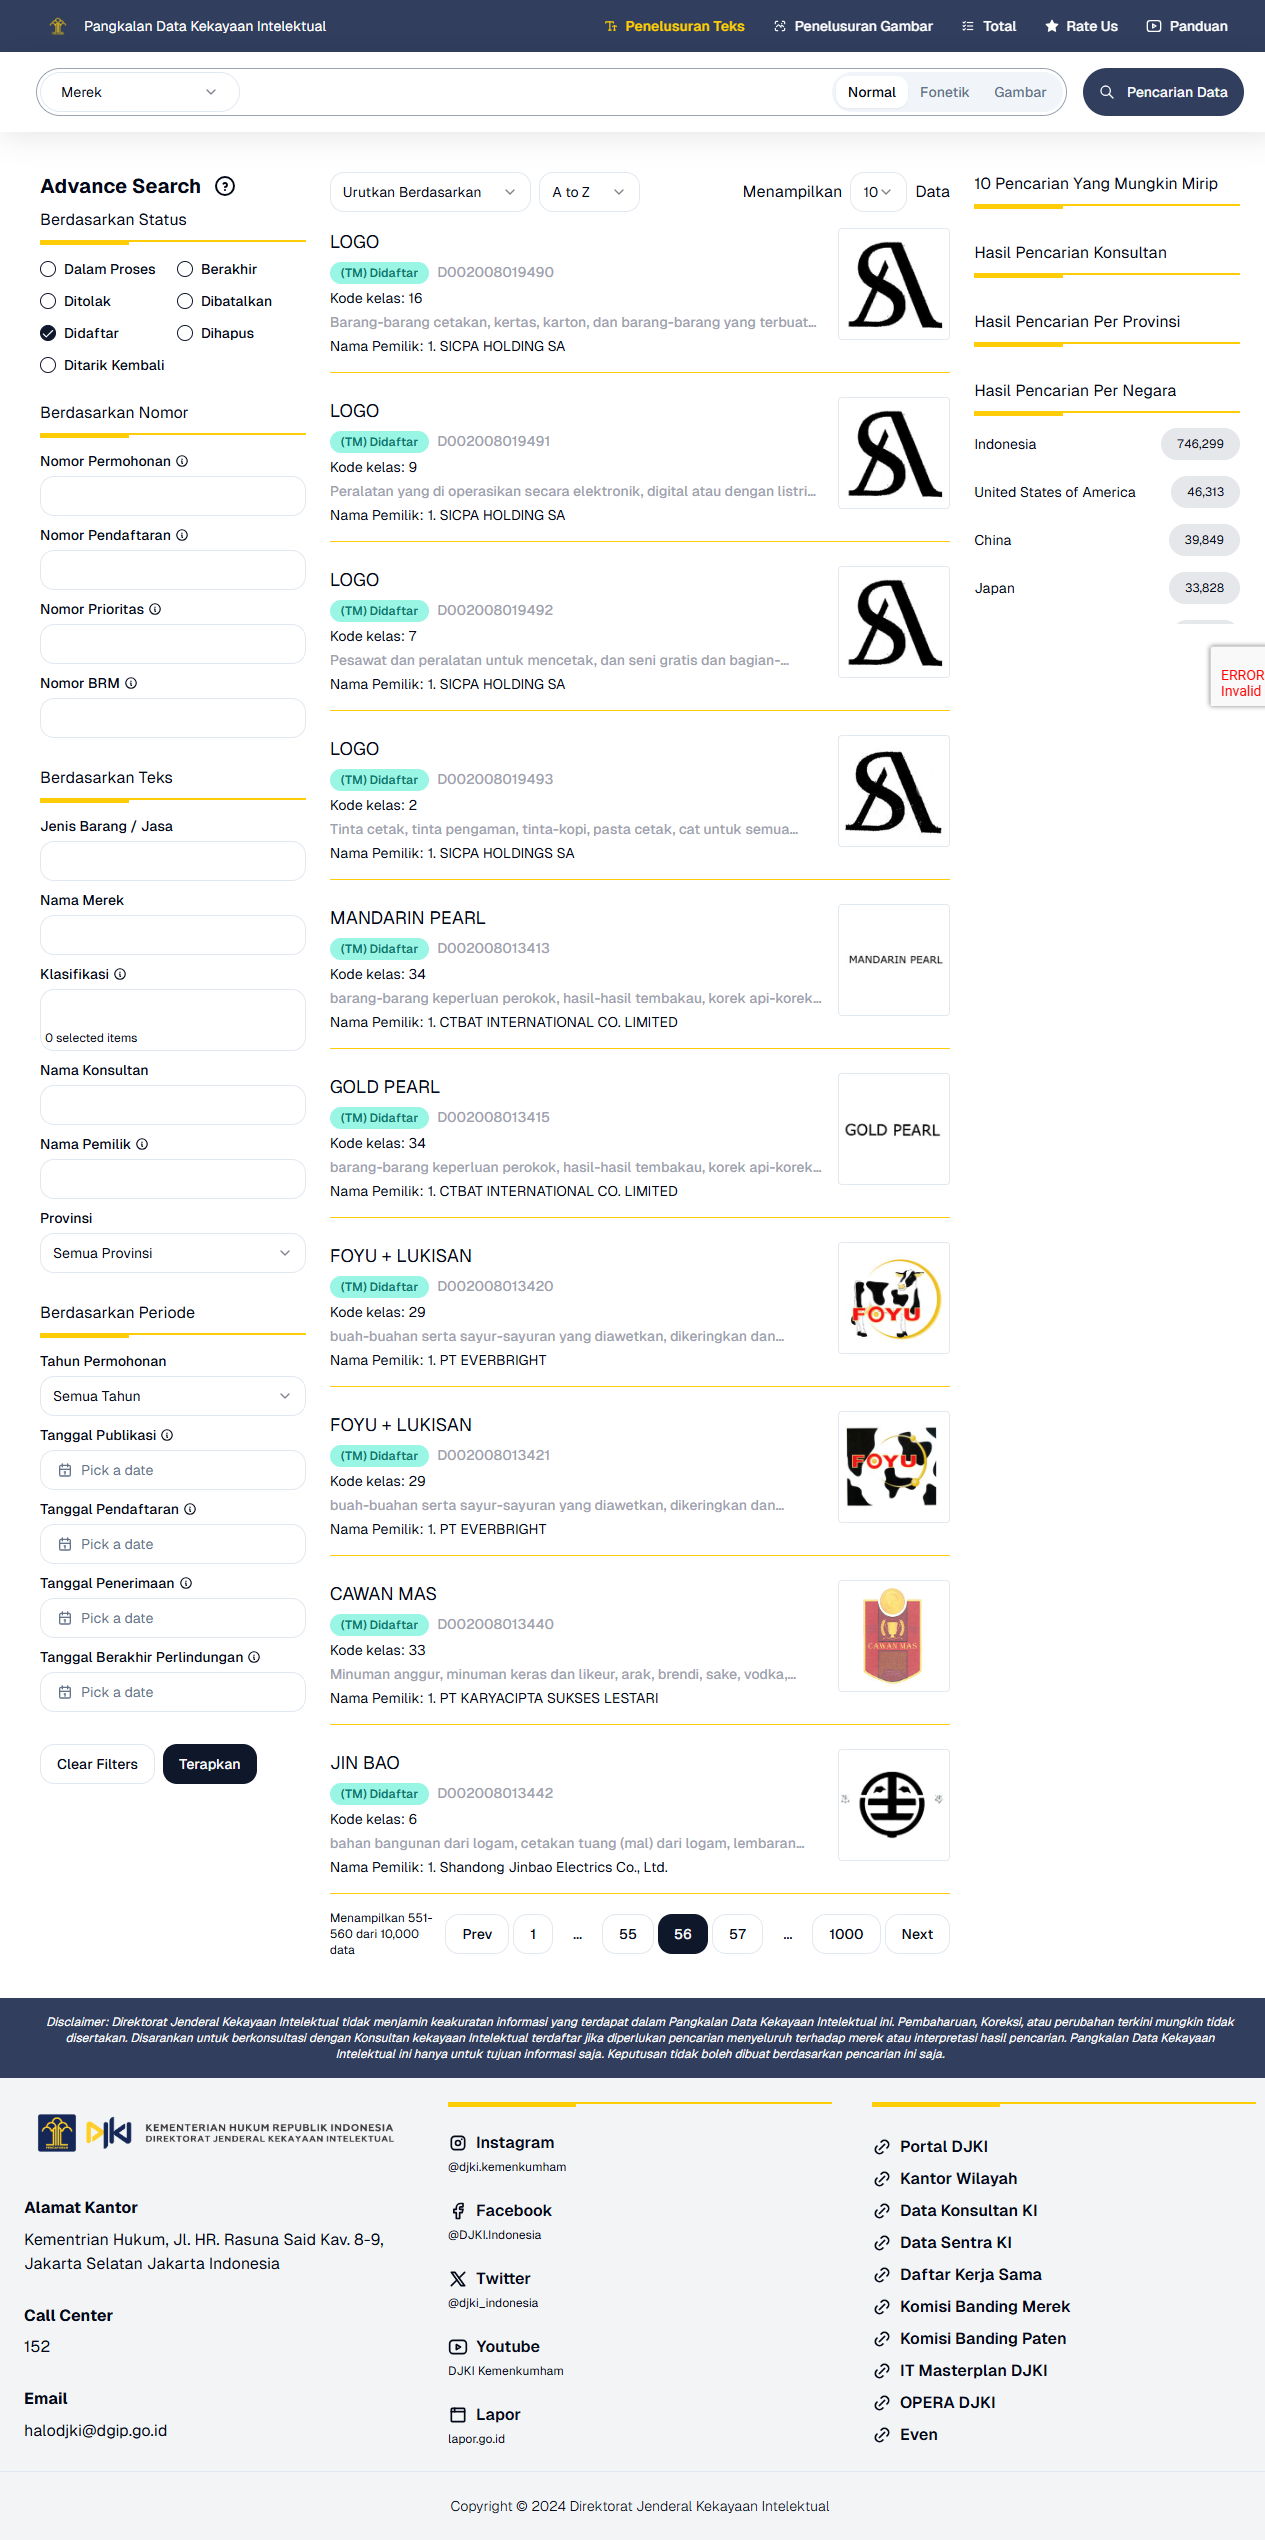 Pangkalan Data Kekayaan Intelektual
Penelusuran Teks
Penelusuran Gambar
Total
Rate Us
Panduan
Merek
Normal
Fonetik
Gambar
Pencarian Data
Advance Search
Berdasarkan Status
Dalam Proses
Berakhir
Ditolak
Dibatalkan
Didaftar
Dihapus
Ditarik Kembali
Berdasarkan Nomor
Nomor Permohonan
Nomor Pendaftaran
Nomor Prioritas
Nomor BRM
Berdasarkan Teks
Jenis Barang / Jasa
Nama Merek
Klasifikasi
0 selected items
Nama Konsultan
Nama Pemilik
Provinsi
Semua Provinsi
Berdasarkan Periode
Tahun Permohonan
Semua Tahun
Tanggal Publikasi
Pick a date
Tanggal Pendaftaran
Pick a date
Tanggal Penerimaan
Pick a date
Tanggal Berakhir Perlindungan
Pick a date
Clear Filters
Terapkan
Urutkan Berdasarkan
A to Z
Menampilkan
10
Data
LOGO
(TM) Didaftar D002008019490
Kode kelas: 16
Barang-barang cetakan, kertas, karton, dan barang-barang yang terbuat...
Nama Pemilik: 1. SICPA HOLDING SA
LOGO
(TM) Didaftar D002008019491
Kode kelas: 9
Peralatan yang di operasikan secara elektronik, digital atau dengan listri...
Nama Pemilik: 1. SICPA HOLDING SA
LOGO
(TM) Didaftar D002008019492
Kode kelas: 7
Pesawat dan peralatan untuk mencetak, dan seni gratis dan bagian-...
Nama Pemilik: 1. SICPA HOLDING SA
LOGO
(TM) Didaftar D002008019493
Kode kelas: 2
Tinta cetak, tinta pengaman, tinta-kopi, pasta cetak, cat untuk semua...
Nama Pemilik: 1. SICPA HOLDINGS SA
MANDARIN PEARL
(TM) Didaftar D002008013413
Kode kelas: 34
barang-barang keperluan perokok, hasil-hasil tembakau, korek api-korek...
Nama Pemilik: 1. CTBAT INTERNATIONAL CO. LIMITED
MANDARIN PEARL
GOLD PEARL
(TM) Didaftar D002008013415
Kode kelas: 34
barang-barang keperluan perokok, hasil-hasil tembakau, korek api-korek...
Nama Pemilik: 1. CTBAT INTERNATIONAL CO. LIMITED
GOLD PEARL
FOYU + LUKISAN
(TM) Didaftar D002008013420
Kode kelas: 29
buah-buahan serta sayur-sayuran yang diawetkan, dikeringkan dan...
Nama Pemilik: 1. PT EVERBRIGHT
FOYU
FOYU + LUKISAN
(TM) Didaftar D002008013421
Kode kelas: 29
buah-buahan serta sayur-sayuran yang diawetkan, dikeringkan dan...
Nama Pemilik: 1. PT EVERBRIGHT
FOYU
CAWAN MAS
(TM) Didaftar D002008013440
Kode kelas: 33
Minuman anggur, minuman keras dan likeur, arak, brendi, sake, vodka,...
Nama Pemilik: 1. PT KARYACIPTA SUKSES LESTARI
CAWAN MAS
JIN BAO
(TM) Didaftar D002008013442
Kode kelas: 6
bahan bangunan dari logam, cetakan tuang (mal) dari logam, lembaran...
Nama Pemilik: 1. Shandong Jinbao Electrics Co., Ltd.
Menampilkan 551-
560 dari 10,000
data
Prev
1
...
55
56
57
...
1000
Next
10 Pencarian Yang Mungkin Mirip
Hasil Pencarian Konsultan
Hasil Pencarian Per Provinsi
Hasil Pencarian Per Negara
Indonesia 746,299
United States of America 46,313
China 39,849
Japan 33,828
ERROR
Invalid
Disclaimer: Direktorat Jenderal Kekayaan Intelektual tidak menjamin keakuratan informasi yang terdapat dalam Pangkalan Data Kekayaan Intelektual ini. Pembaharuan, Koreksi, atau perubahan terkini mungkin tidak
disertakan. Disarankan untuk berkonsultasi dengan Konsultan kekayaan Intelektual terdaftar jika diperlukan pencarian menyeluruh terhadap merek atau interpretasi hasil pencarian. Pangkalan Data Kekayaan
Intelektual ini hanya untuk tujuan informasi saja. Keputusan tidak boleh dibuat berdasarkan pencarian ini saja.
KEMENTERIAN HUKUM REPUBLIK INDONESIA
DIREKTORAT JENDERAL KEKAYAAN INTELEKTUAL
Alamat Kantor
Kementrian Hukum, Jl. HR. Rasuna Said Kav. 8-9,
Jakarta Selatan Jakarta Indonesia
Call Center
152
Email
halodjki@dgip.go.id
Instagram
@djki.kemenkumham
Facebook
@DJKI.Indonesia
Twitter
@djki_indonesia
Youtube
DJKI Kemenkumham
Lapor
lapor.go.id
Portal DJKI
Kantor Wilayah
Data Konsultan KI
Data Sentra KI
Daftar Kerja Sama
Komisi Banding Merek
Komisi Banding Paten
IT Masterplan DJKI
OPERA DJKI
Even
Copyright © 2024 Direktorat Jenderal Kekayaan Intelektual